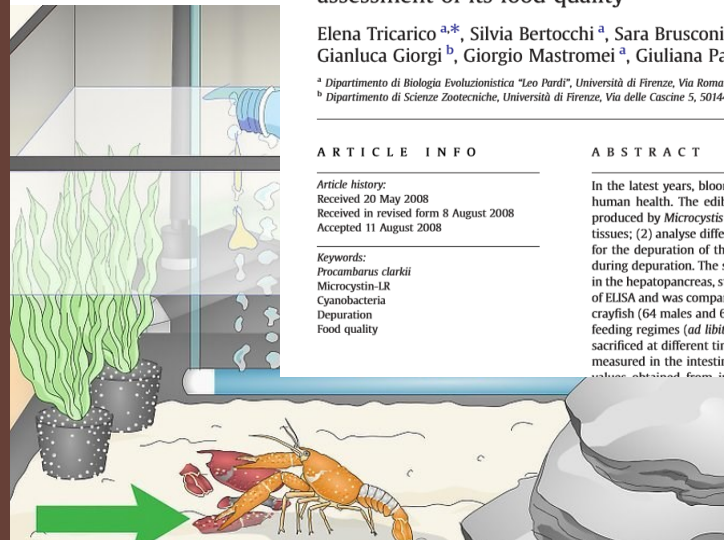 assessment of its food quality
Elena Tricarico a,*, Silvia Bertocchi a, Sara Brusconi
Gianluca Giorgi b, Giorgio Mastromei a, Giuliana Pa
a Dipartimento di Biologia Evoluzionistica "Leo Pardi", Università di Firenze, Via Roma
b Dipartimento di Scienze Zootecniche, Università di Firenze, Via delle Cascine 5, 5014
ARTICLE INFO
Article history:
Received 20 May 2008
Received in revised form 8 August 2008
Accepted 11 August 2008
Keywords:
Procambarus clarkii
Microcystin-LR
Cyanobacteria
Depuration
Food quality
ABSTRACT
In the latest years, bloo
human health. The edib
produced by Microcystis
tissues; (2) analyse diffe
for the depuration of th
during depuration. The s
in the hepatopancreas, s
of ELISA and was compa
crayfish (64 males and 6
feeding regimes (ad libit
sacrificed at different tin
measured in the intestin
values obtained from i